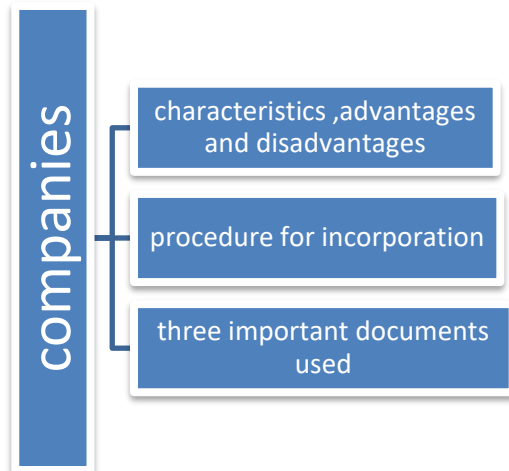 companies
characteristics ,advantages
and disadvantages
procedure for incorporation
three important documents
used